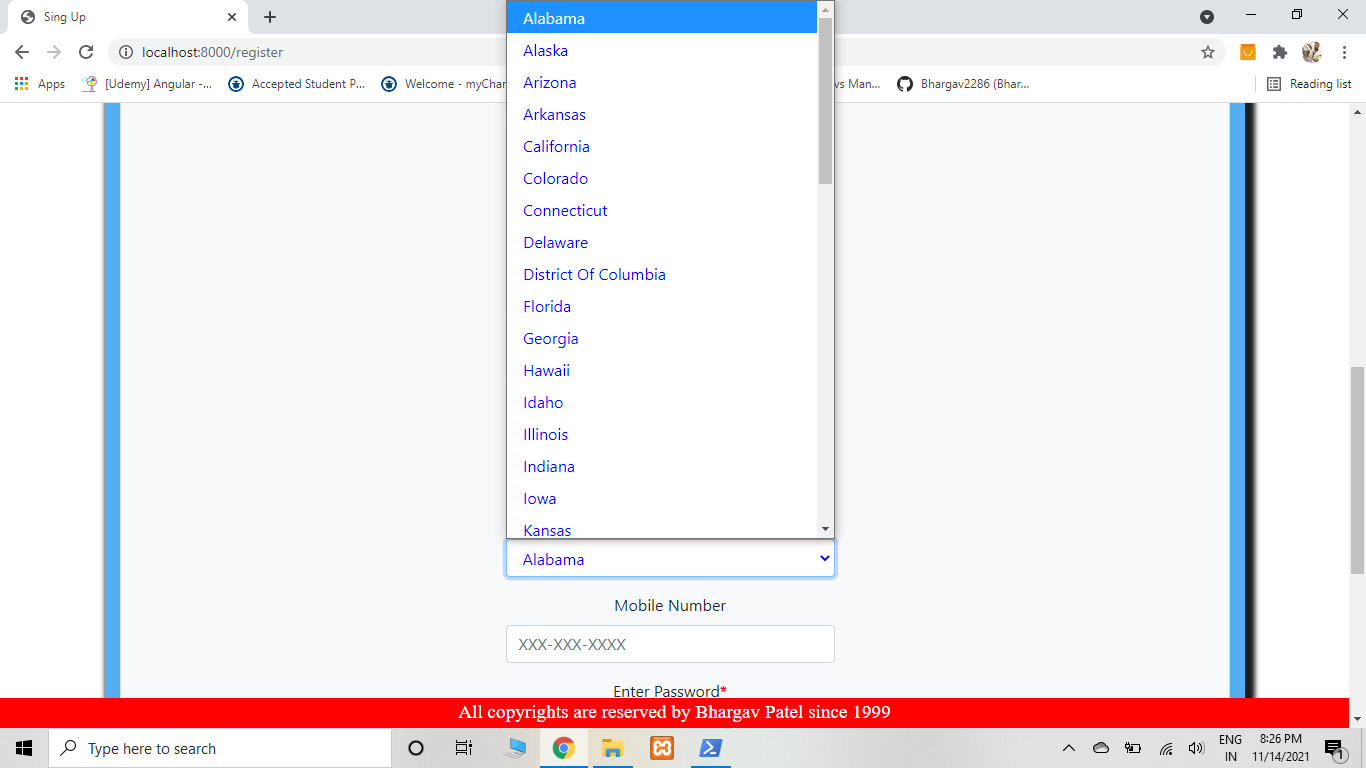 Sing Up
localhost:8000/register
Apps
[Udemy] Angular -...
Accepted Student P...
Welcome - myChar
vs Man...
Bhargav2286 (Bhar...
Reading list
Alabama
Alaska
Arizona
Arkansas
California
Colorado
Connecticut
Delaware
District Of Columbia
Florida
Georgia
Hawaii
Idaho
Illinois
Indiana
Iowa
Kansas
Alabama
Mobile Number
XXX-XXX-XXXX
Enter Password*
All copyrights are reserved by Bhargav Patel since 1999
Type here to search
ENG
IN
8:26 PM
11/14/2021
1